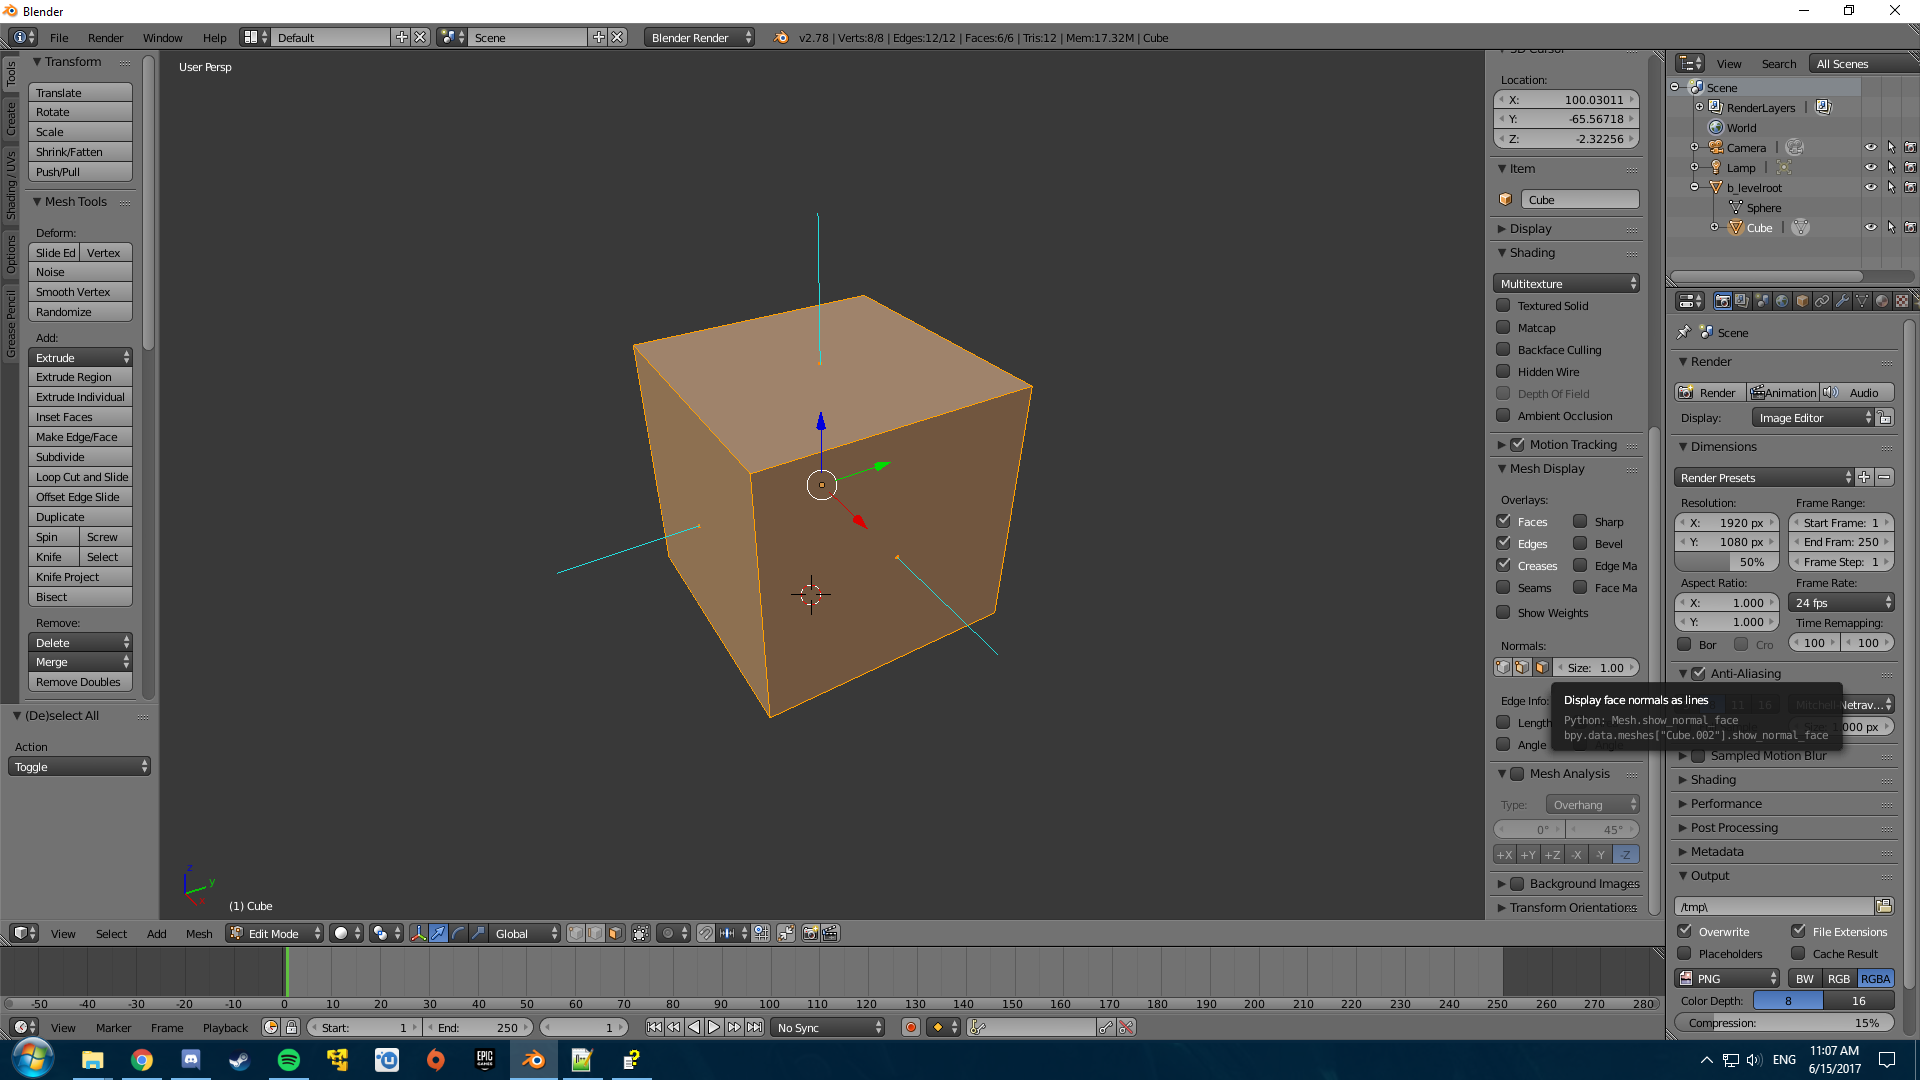 Blender
File Render Window Help Default Scene Blender Render v2.78 | Verts:8/8 | Edges:12/12 | Faces:6/6 | Tris:12 | Mem:17.32M | Cube
Tools
Create
Shading / UVs
Options
Grease Pencil
Transform
Translate
Rotate
Scale
Shrink/Fatten
Push/Pull
Mesh Tools
Deform:
Slide Ed Vertex
Noise
Smooth Vertex
Randomize
Add:
Extrude
Extrude Region
Extrude Individual
Inset Faces
Make Edge/Face
Subdivide
Loop Cut and Slide
Offset Edge Slide
Duplicate
Spin Screw
Knife Select
Knife Project
Bisect
Remove:
Delete
Merge
Remove Doubles
(De)select All
Action
Toggle
User Persp
z
y
x
(1) Cube
Location:
X: 100.03011
Y: -65.56718
Z: -2.32256
Item
Cube
Display
Shading
Multitexture
Textured Solid
Matcap
Backface Culling
Hidden Wire
Depth Of Field
Ambient Occlusion
Motion Tracking
Mesh Display
Overlays:
Faces Sharp
Edges Bevel
Creases Edge Ma
Seams Face Ma
Show Weights
Normals:
Size: 1.00
Edge Info:
Length
Angle
Display face normals as lines
Python: Mesh.show_normal_face
bpy.data.meshes["Cube.002"].show_normal_face
Mesh Analysis
Type: Overhang
0° 45°
+X +Y +Z -X -Y -Z
Background Images
Transform Orientations
View Search All Scenes
Scene
RenderLayers |
World
Camera |
Lamp |
b_levelroot
Sphere
Cube |
Scene
Render
Render Animation Audio
Display: Image Editor
Dimensions
Render Presets
Resolution: Frame Range:
X: 1920 px Start Frame: 1
Y: 1080 px End Fram: 250
50% Frame Step: 1
Aspect Ratio: Frame Rate:
X: 1.000 24 fps
Y: 1.000 Time Remapping:
Bor Cro 100 100
Anti-Aliasing
11 16 Mitchell-Netrav...
Size: 1.000 px
Sampled Motion Blur
Shading
Performance
Post Processing
Metadata
Output
/tmp\
Overwrite File Extensions
Placeholders Cache Result
PNG BW RGB RGBA
Color Depth: 8 16
Compression: 15%
View Select Add Mesh Edit Mode Global
-50 -40 -30 -20 -10 0 10 20 30 40 50 60 70 80 90 100 110 120 130 140 150 160 170 180 190 200 210 220 230 240 250 260 270 280
View Marker Frame Playback Start: 1 End: 250 1 No Sync
EPIC GAMES
ENG 11:07 AM
6/15/2017